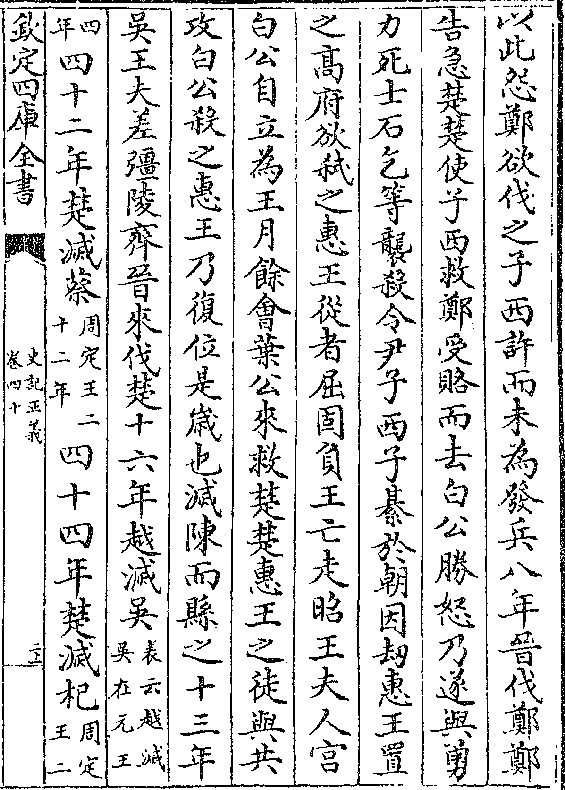 以此怨鄭欲伐之子西許而未為發兵八年晉伐鄭鄭
告急楚楚使子西救鄭受賂而去白公勝怒乃遂與勇
力死士石乞等襲殺令尹子西子綦於朝因劫惠王置
之髙府欲弑之惠王從者屈固負王亡走昭王夫人宫
白公自立為王月餘會葉公來救楚楚惠王之徒與共
攻白公殺之惠王乃復位是歲也滅陳而縣之十三年
吳王夫差彊陵齊晉來伐楚十六年越滅吳表云越滅吳在元王
四年四十二年楚滅蔡周定王二十二年四十四年楚滅杞周定王二
欽定四庫全書
史記正義
卷四十